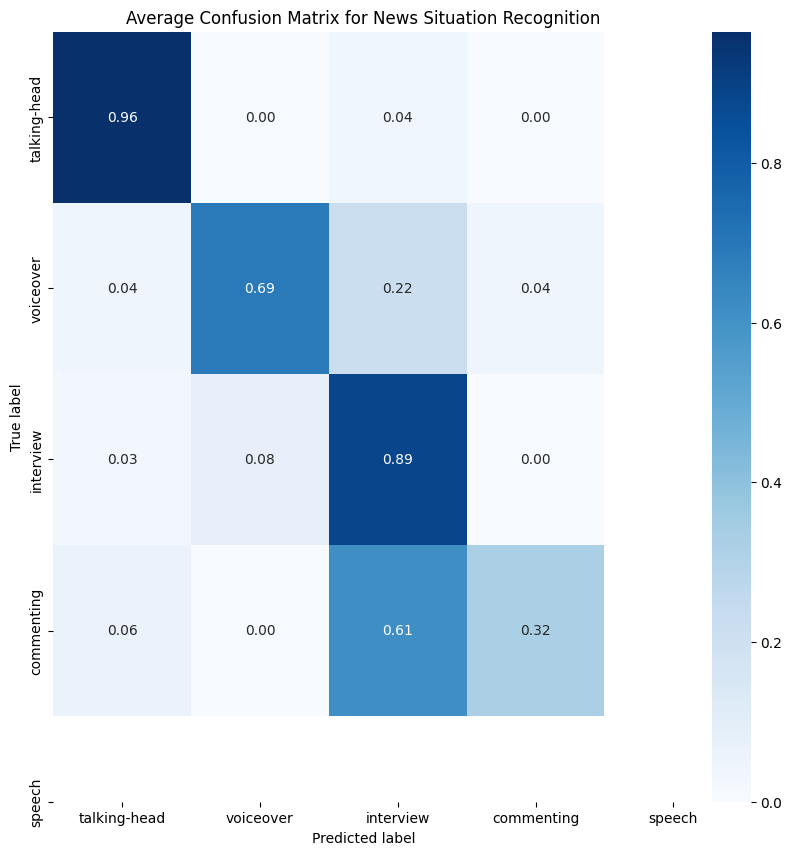 Average Confusion Matrix for News Situation Recognition
talking-head
0.96 0.00 0.04 0.00
voiceover
0.04 0.69 0.22 0.04
interview
0.03 0.08 0.89 0.00
commenting
0.06 0.00 0.61 0.32
speech
True label
talking-head voiceover interview commenting speech
Predicted label
0.8
0.6
0.4
0.2
0.0